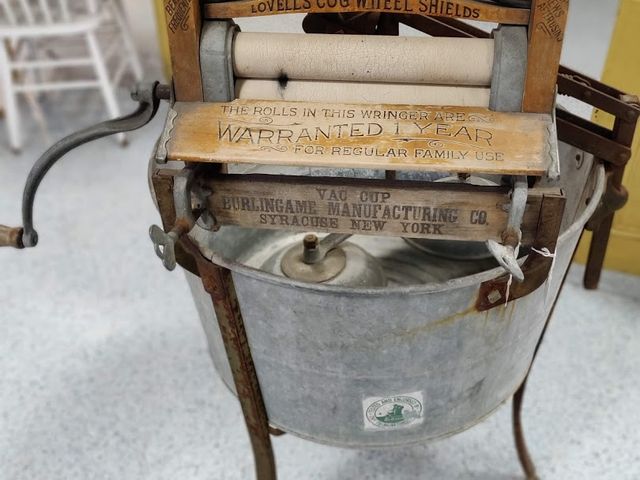 LOVELL'S COG WHEEL SHIELDS
THE ROLLS IN THIS WRINGER ARE
WARRANTED 1 YEAR
FOR REGULAR FAMILY USE
VAC CUP
BURLINGAME MANUFACTURING CO.
SYRACUSE NEW YORK